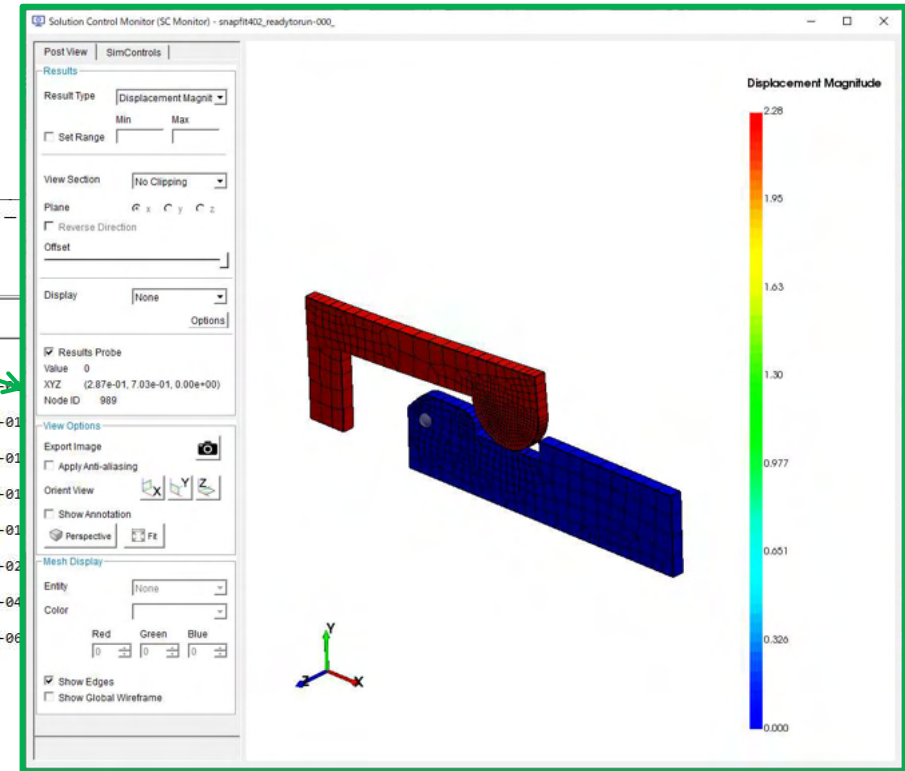 Solution Control Monitor (SC Monitor) - snapfit402_readytorun-000_
Post View SimControls
Results
Result Type Displacement Magnit
Min Max
Set Range
View Section No Clipping
Plane x y z
Reverse Direction
Offset
Display None
Options
Results Probe
Value 0
XYZ (2.87e-01, 7.03e-01, 0.00e+00)
Node ID 989
View Options
Export Image
Apply Anti-aliasing
Orient View X Y Z
Show Annotation
Perspective Fit
Mesh Display
Entity None
Color
Red Green Blue
0 0 0
Show Edges
Show Global Wireframe
-01
-01
-01
-01
-02
-04
-06
Displacement Magnitude
2.28
1.95
1.63
1.30
0.977
0.651
0.326
0.000
Y
Z X